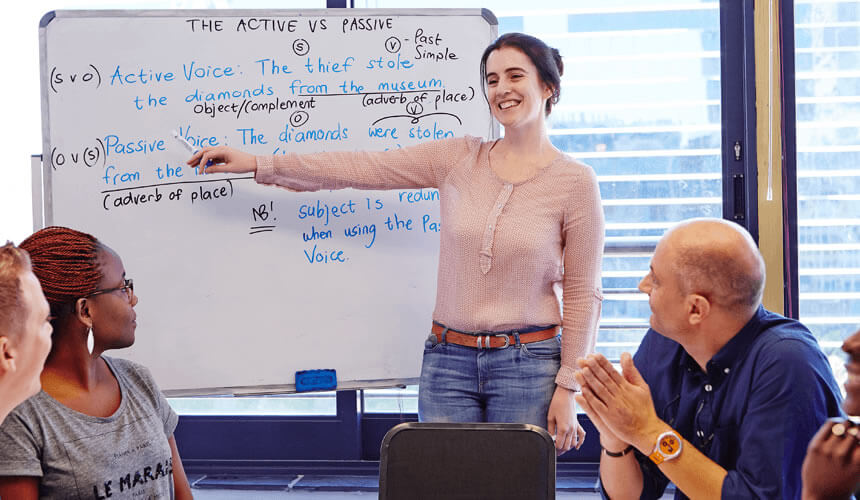 THE ACTIVE VS PASSIVE
S V - Past Simple
(S V O) Active Voice: The thief stole
the diamonds from the museum.
Object/complement (adverb of place)
O V
(O V (S)) Passive Voice: The diamonds were stolen
from the
(adverb of place)
NB! subject is
when using the
Voice.
LE MARAIS